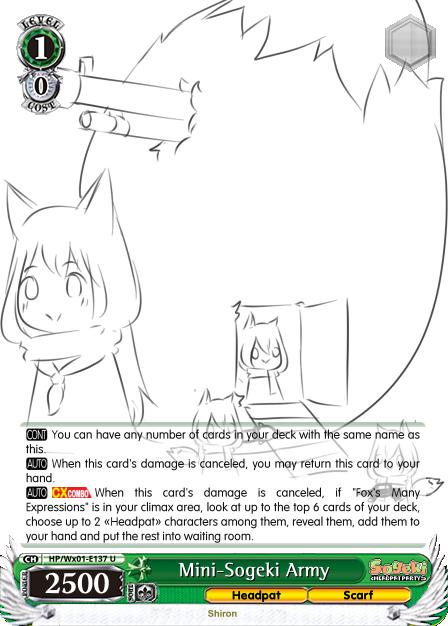 LEVEL
1
0
COST
CONT You can have any number of cards in your deck with the same name as
this.
AUTO When this card's damage is canceled, you may return this card to your
hand.
AUTO CXCOMBO When this card's damage is canceled, if "Fox's Many
Expressions" is in your climax area, look at up to the top 6 cards of your deck,
choose up to 2 «Headpat» characters among them, reveal them, add them to
your hand and put the rest into waiting room.
CH HP/Wx01-E137 U
POWER 2500 SOUL Mini-Sogeki Army
Sogeki
HEADPAT PARTY
Headpat Scarf
Shiron